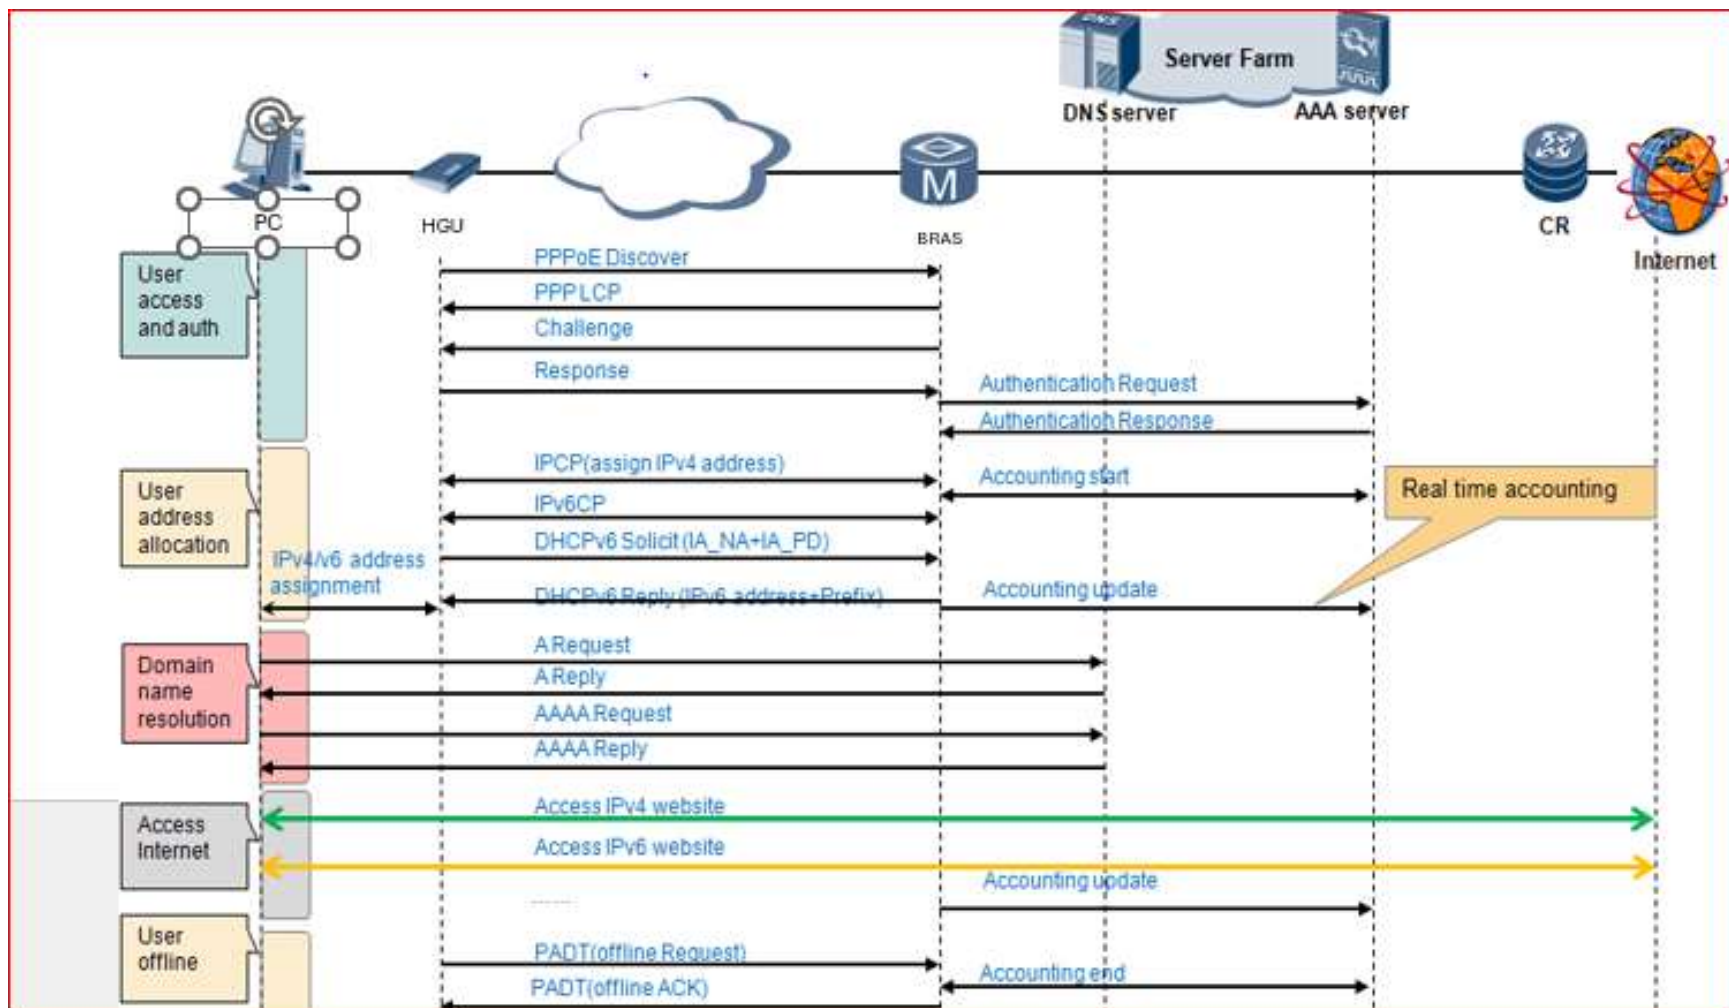 DNS
Server Farm
DNS server
AAA server
PC
HGU
M
BRAS
CR
Internet
User
access
and auth
PPPoE Discover
PPP LCP
Challenge
Response
Authentication Request
Authentication Response
User
address
allocation
IPCP(assign IPv4 address)
Accounting start
Real time accounting
IPv6CP
DHCPv6 Solicit (IA_NA+IA_PD)
IPv4/v6 address
assignment
DHCPv6 Reply (IPv6 address+Prefix)
Accounting update
Domain
name
resolution
A Request
A Reply
AAAA Request
AAAA Reply
Access
Internet
Access IPv4 website
Access IPv6 website
Accounting update
........
User
offline
PADT(offline Request)
Accounting end
PADT(offline ACK)